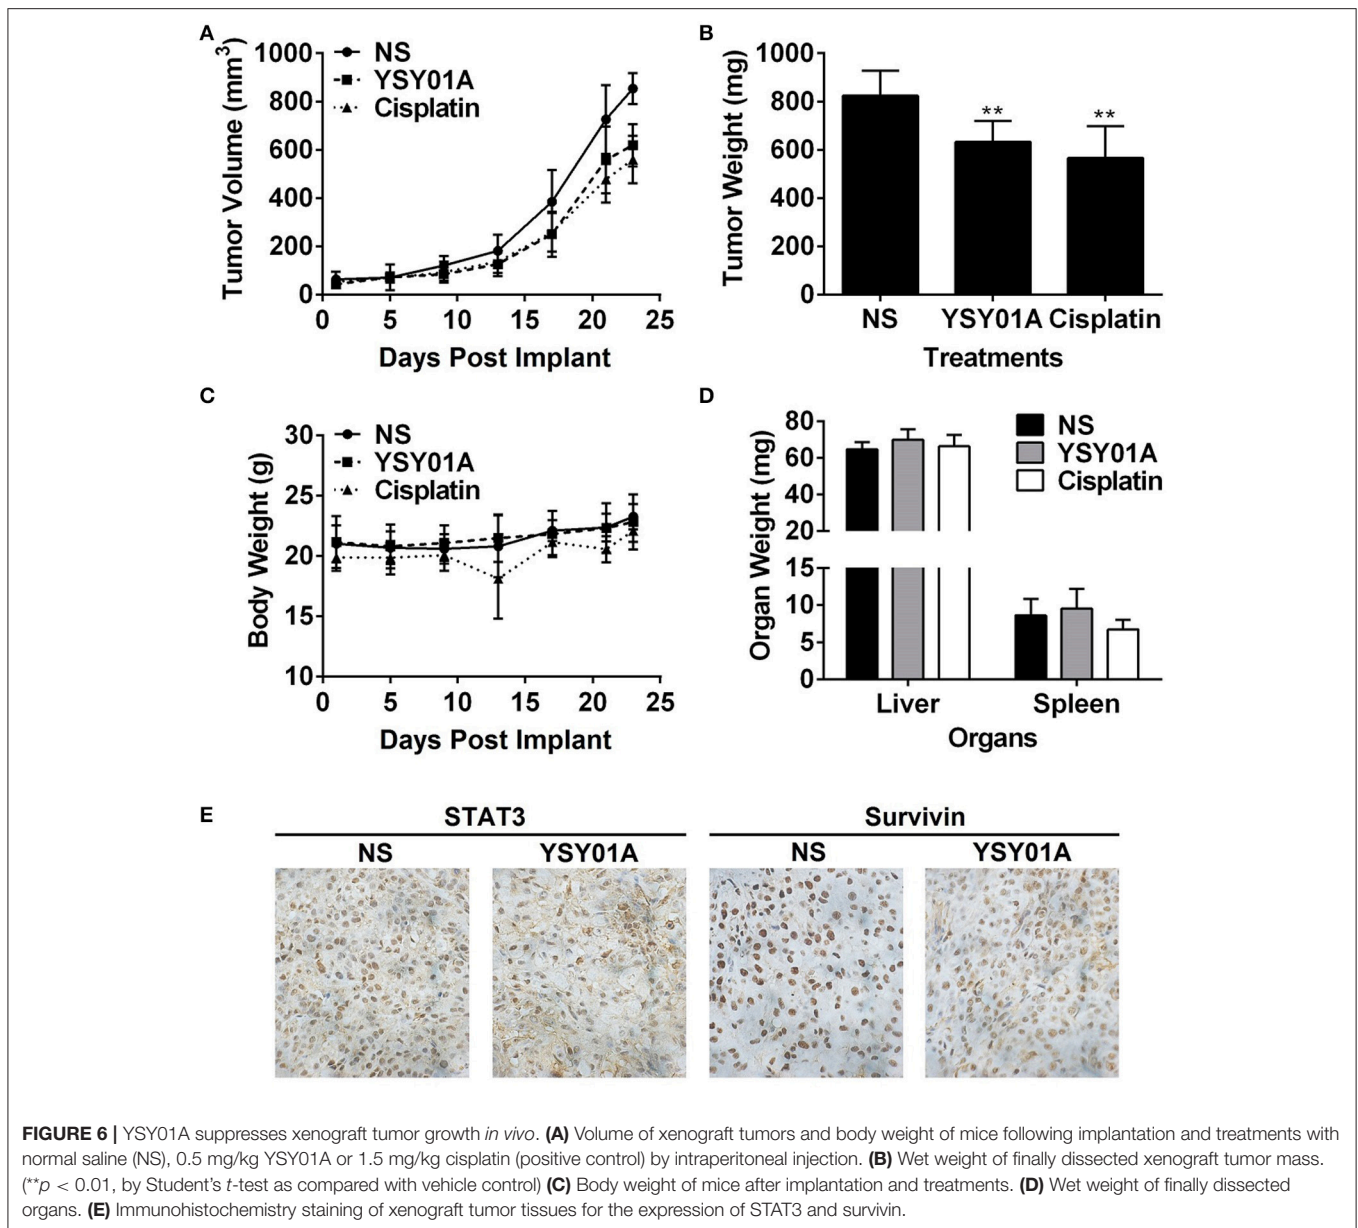 A
Tumor Volume (mm³)
1000
800
600
400
200
0
NS
YSY01A
Cisplatin
0 5 10 15 20 25
Days Post Implant
B
Tumor Weight (mg)
1000
800
600
400
200
0
**
**
NS YSY01A Cisplatin
Treatments
C
Body Weight (g)
30
25
20
15
10
NS
YSY01A
Cisplatin
0 5 10 15 20 25
Days Post Implant
D
Organ Weight (mg)
80
60
40
20
15
10
5
0
NS
YSY01A
Cisplatin
Liver Spleen
Organs
E
STAT3 Survivin
NS YSY01A NS YSY01A
FIGURE 6 | YSY01A suppresses xenograft tumor growth in vivo. (A) Volume of xenograft tumors and body weight of mice following implantation and treatments with
normal saline (NS), 0.5 mg/kg YSY01A or 1.5 mg/kg cisplatin (positive control) by intraperitoneal injection. (B) Wet weight of finally dissected xenograft tumor mass.
(**p < 0.01, by Student’s t-test as compared with vehicle control) (C) Body weight of mice after implantation and treatments. (D) Wet weight of finally dissected
organs. (E) Immunohistochemistry staining of xenograft tumor tissues for the expression of STAT3 and survivin.